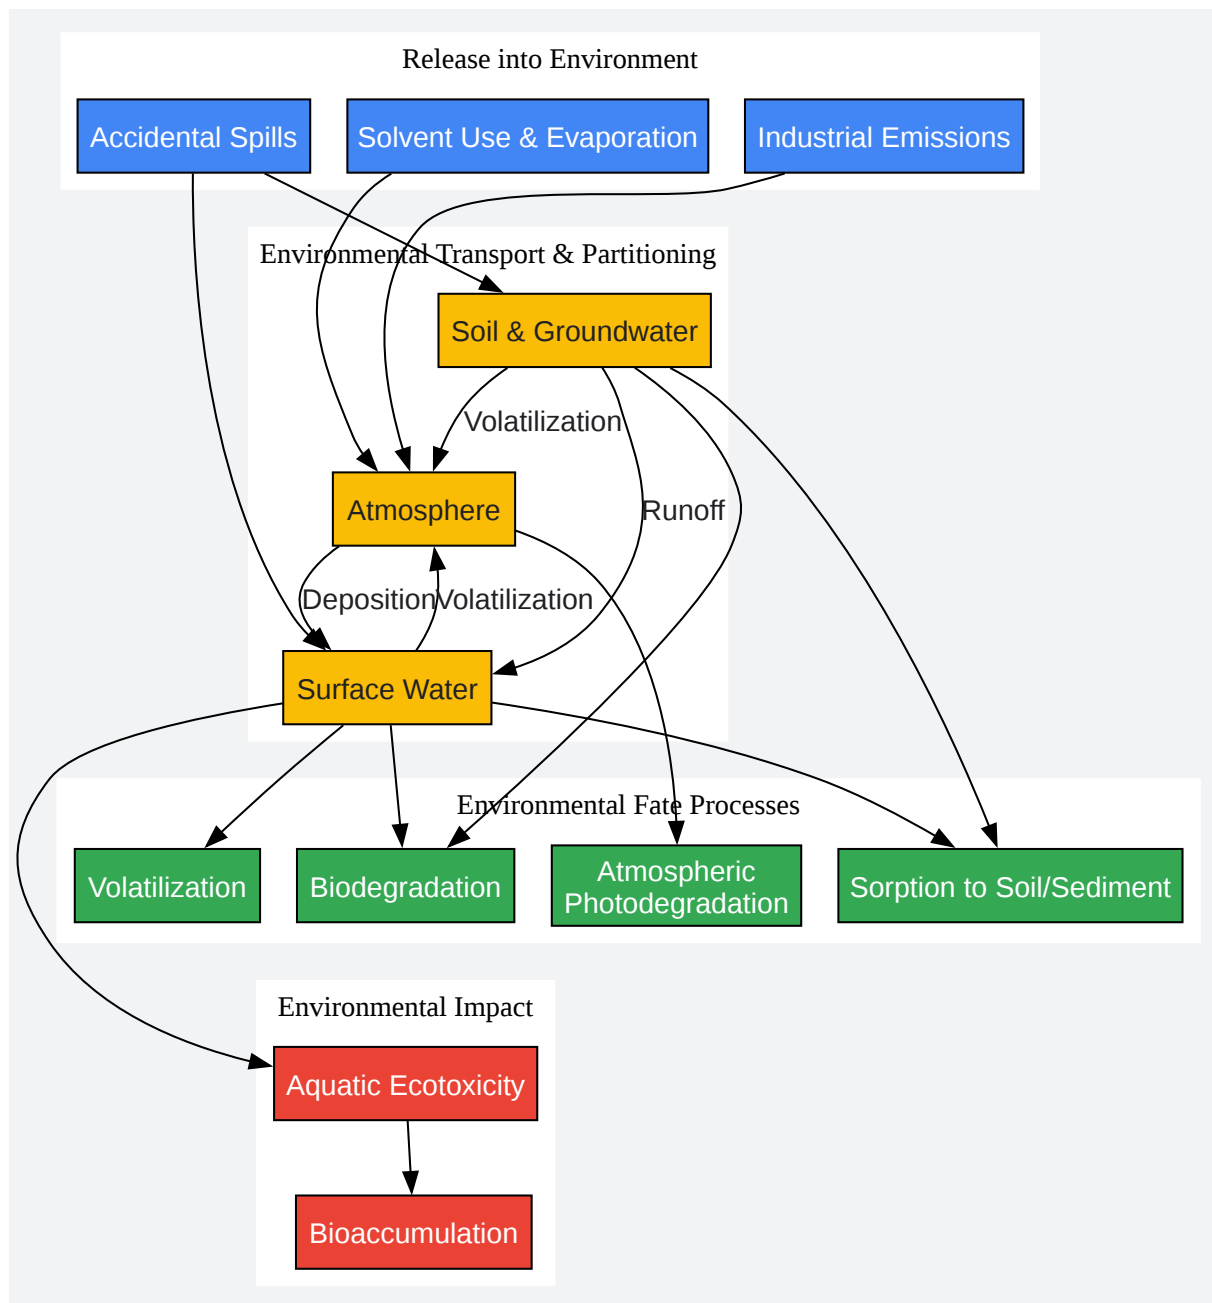 Release into Environment
Accidental Spills
Solvent Use & Evaporation
Industrial Emissions
Environmental Transport & Partitioning
Soil & Groundwater
Volatilization
Atmosphere
Runoff
Deposition
Volatilization
Surface Water
Environmental Fate Processes
Volatilization
Biodegradation
Atmospheric
Photodegradation
Sorption to Soil/Sediment
Environmental Impact
Aquatic Ecotoxicity
Bioaccumulation